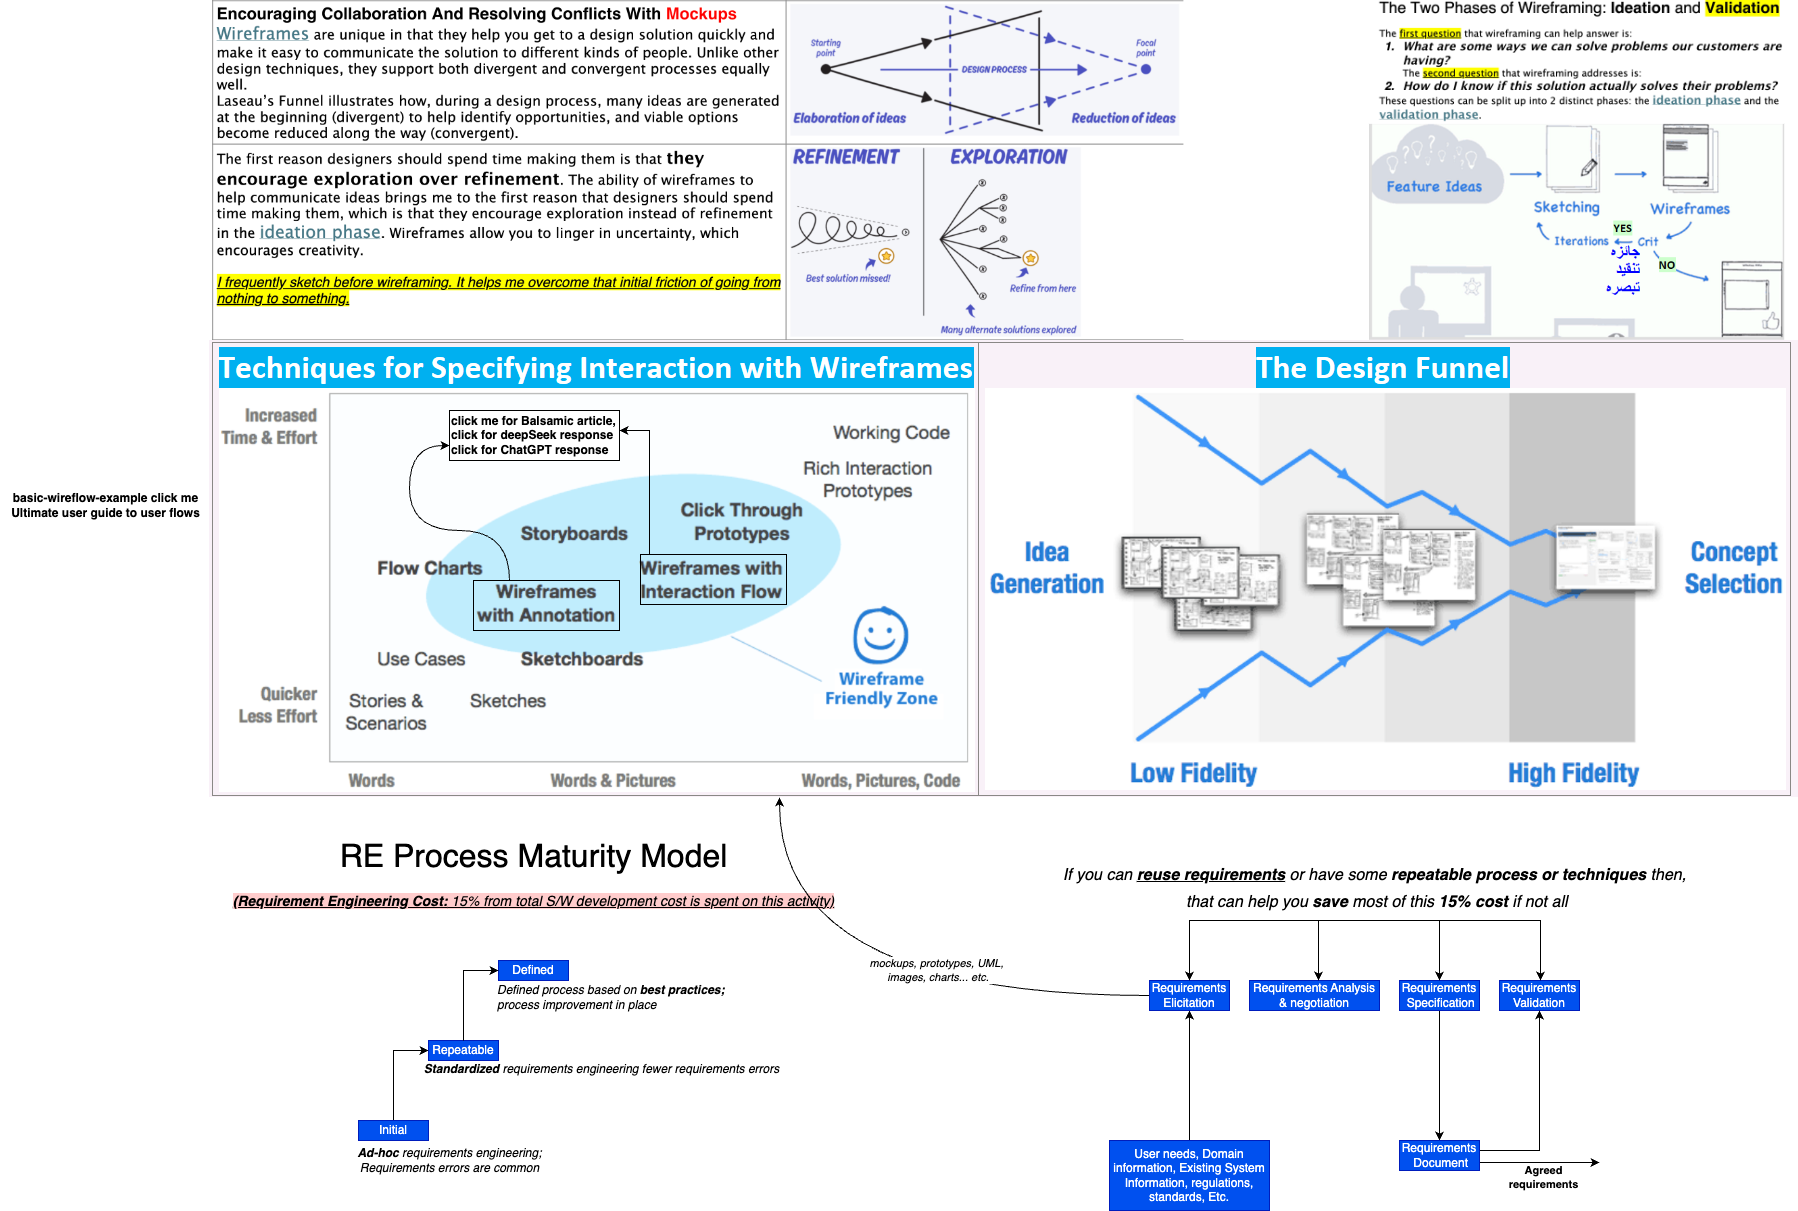 Encouraging Collaboration And Resolving Conflicts With Mockups
Wireframes are unique in that they help you get to a design solution quickly and
make it easy to communicate the solution to different kinds of people. Unlike other
design techniques, they support both divergent and convergent processes equally
well.
Laseau's Funnel illustrates how, during a design process, many ideas are generated
at the beginning (divergent) to help identify opportunities, and viable options
become reduced along the way (convergent).
Starting
point
DESIGN PROCESS
Focal
point
Elaboration of ideas
Reduction of ideas
The first reason designers should spend time making them is that they
encourage exploration over refinement. The ability of wireframes to
help communicate ideas brings me to the first reason that designers should spend
time making them, which is that they encourage exploration instead of refinement
in the ideation phase. Wireframes allow you to linger in uncertainty, which
encourages creativity.
I frequently sketch before wireframing. It helps me overcome that initial friction of going from
nothing to something.
REFINEMENT
EXPLORATION
Best solution missed!
Refine from here
Many alternate solutions explored
The Two Phases of Wireframing: Ideation and Validation
The first question that wireframing can help answer is:
1. What are some ways we can solve problems our customers are
having?
The second question that wireframing addresses is:
2. How do I know if this solution actually solves their problems?
These questions can be split up into 2 distinct phases: the ideation phase and the
validation phase.
Feature Ideas
Sketching
Wireframes
YES
Iterations
Crit
NO
جائزہ
تنقید
تبصرہ
Techniques for Specifying Interaction with Wireframes
Increased
Time & Effort
click me for Balsamic article,
click for deepSeek response
click for ChatGPT response
Working Code
Rich Interaction
Prototypes
Click Through
Prototypes
Storyboards
Flow Charts
Wireframes with
Interaction Flow
Wireframes
with Annotation
Use Cases
Sketchboards
Wireframe
Friendly Zone
Quicker
Less Effort
Stories &
Scenarios
Sketches
Words
Words & Pictures
Words, Pictures, Code
basic-wireflow-example click me
Ultimate user guide to user flows
The Design Funnel
Idea
Generation
Concept
Selection
Low Fidelity
High Fidelity
RE Process Maturity Model
(Requirement Engineering Cost: 15% from total S/W development cost is spent on this activity)
Defined
Defined process based on best practices;
process improvement in place
Repeatable
Standardized requirements engineering fewer requirements errors
Initial
Ad-hoc requirements engineering;
Requirements errors are common
If you can reuse requirements or have some repeatable process or techniques then,
that can help you save most of this 15% cost if not all
mockups, prototypes, UML,
images, charts... etc.
Requirements
Elicitation
Requirements Analysis
& negotiation
Requirements
Specification
Requirements
Validation
User needs, Domain
information, Existing System
Information, regulations,
standards, Etc.
Requirements
Document
Agreed
requirements